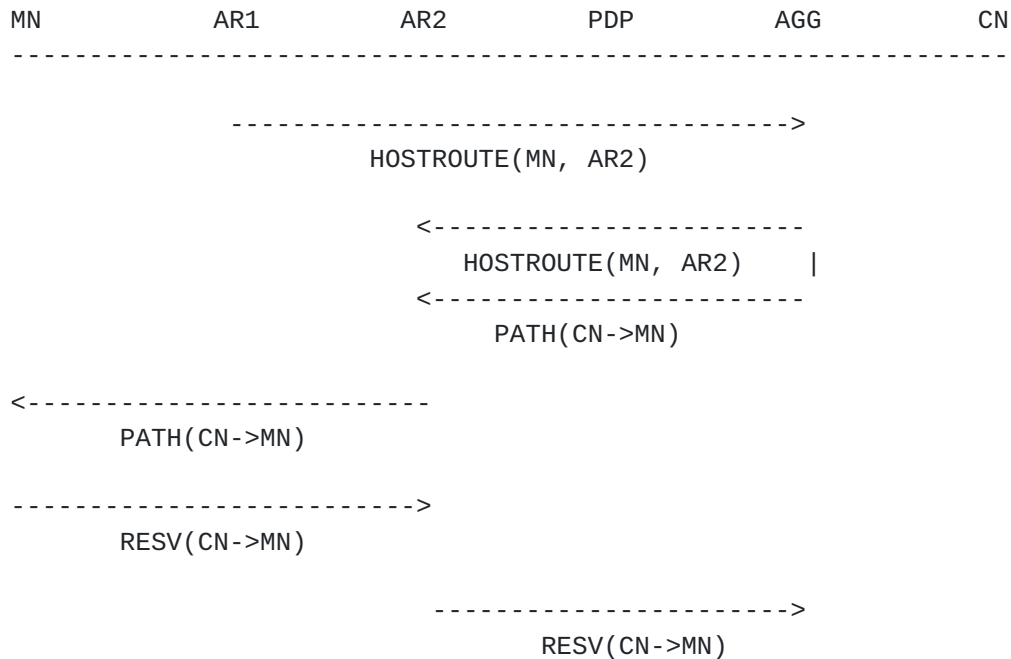 MN AR1 AR2 PDP AGG CN
----------------------------------------------------------------
------------------------------------>
HOSTROUTE(MN, AR2)
<------------------------
HOSTROUTE(MN, AR2) |
<------------------------
PATH(CN->MN)
<--------------------------
PATH(CN->MN)
-------------------------->
RESV(CN->MN)
----------------------->
RESV(CN->MN)